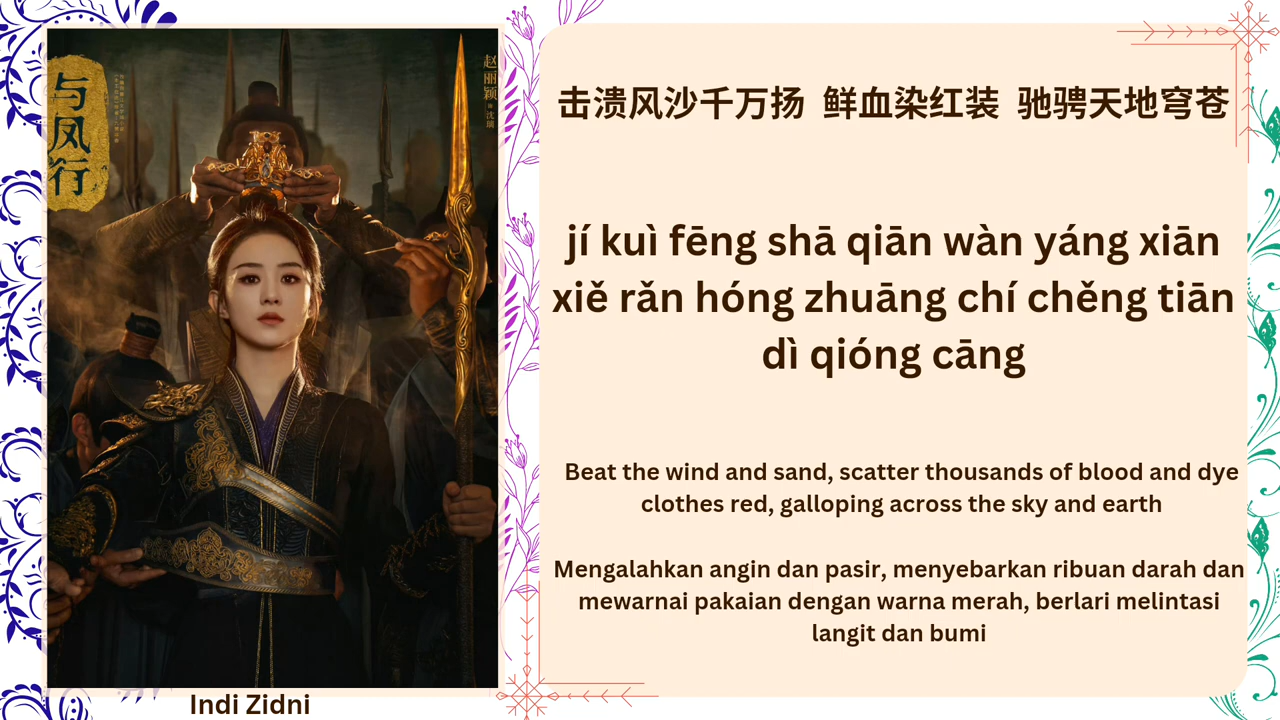 与凤行
赵丽颖
饰 沈璃
击溃风沙千万扬 鲜血染红装 驰骋天地穹苍
jí kuì fēng shā qiān wàn yáng xiān
xiě rǎn hóng zhuāng chí chěng tiān
dì qióng cāng
Beat the wind and sand, scatter thousands of blood and dye
clothes red, galloping across the sky and earth
Mengalahkan angin dan pasir, menyebarkan ribuan darah dan
mewarnai pakaian dengan warna merah, berlari melintasi
langit dan bumi
Indi Zidni